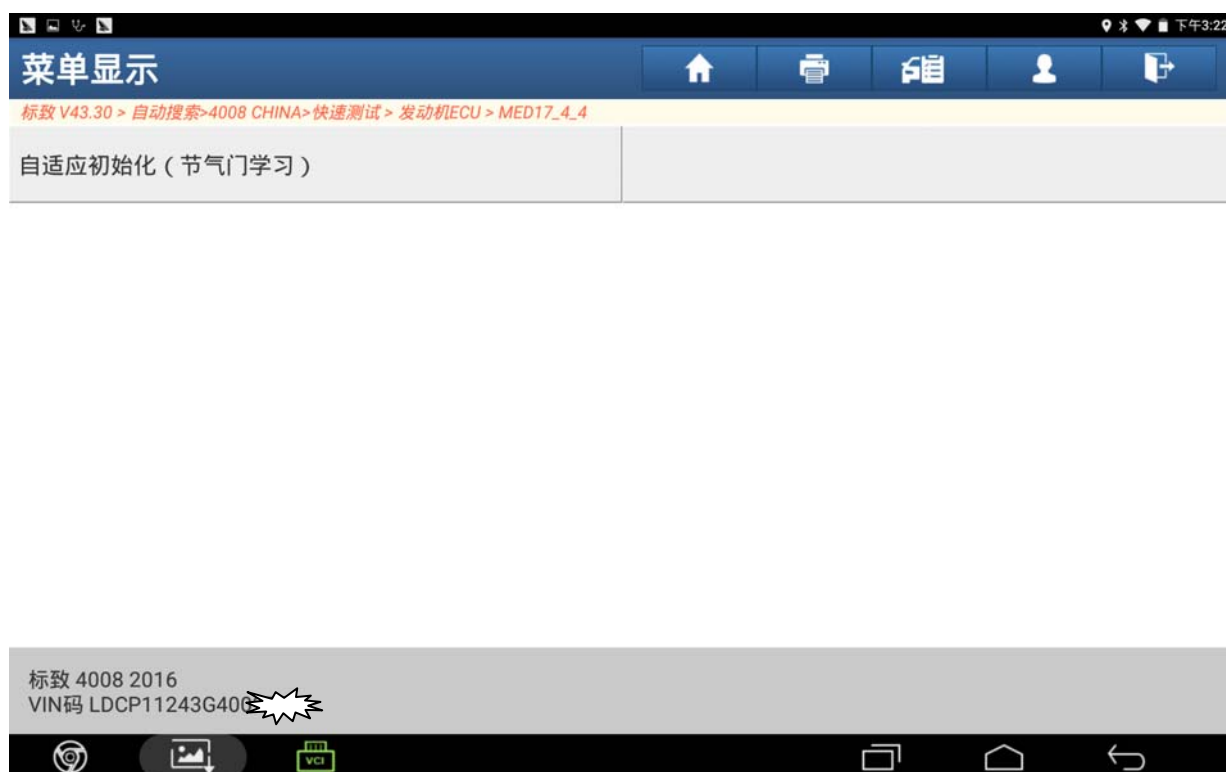 下午3:22
菜单显示
标致 V43.30 > 自动搜索>4008 CHINA>快速测试 > 发动机ECU > MED17_4_4
自适应初始化 ( 节气门学习 )
标致 4008 2016
VIN码 LDCP11243G400
VCI